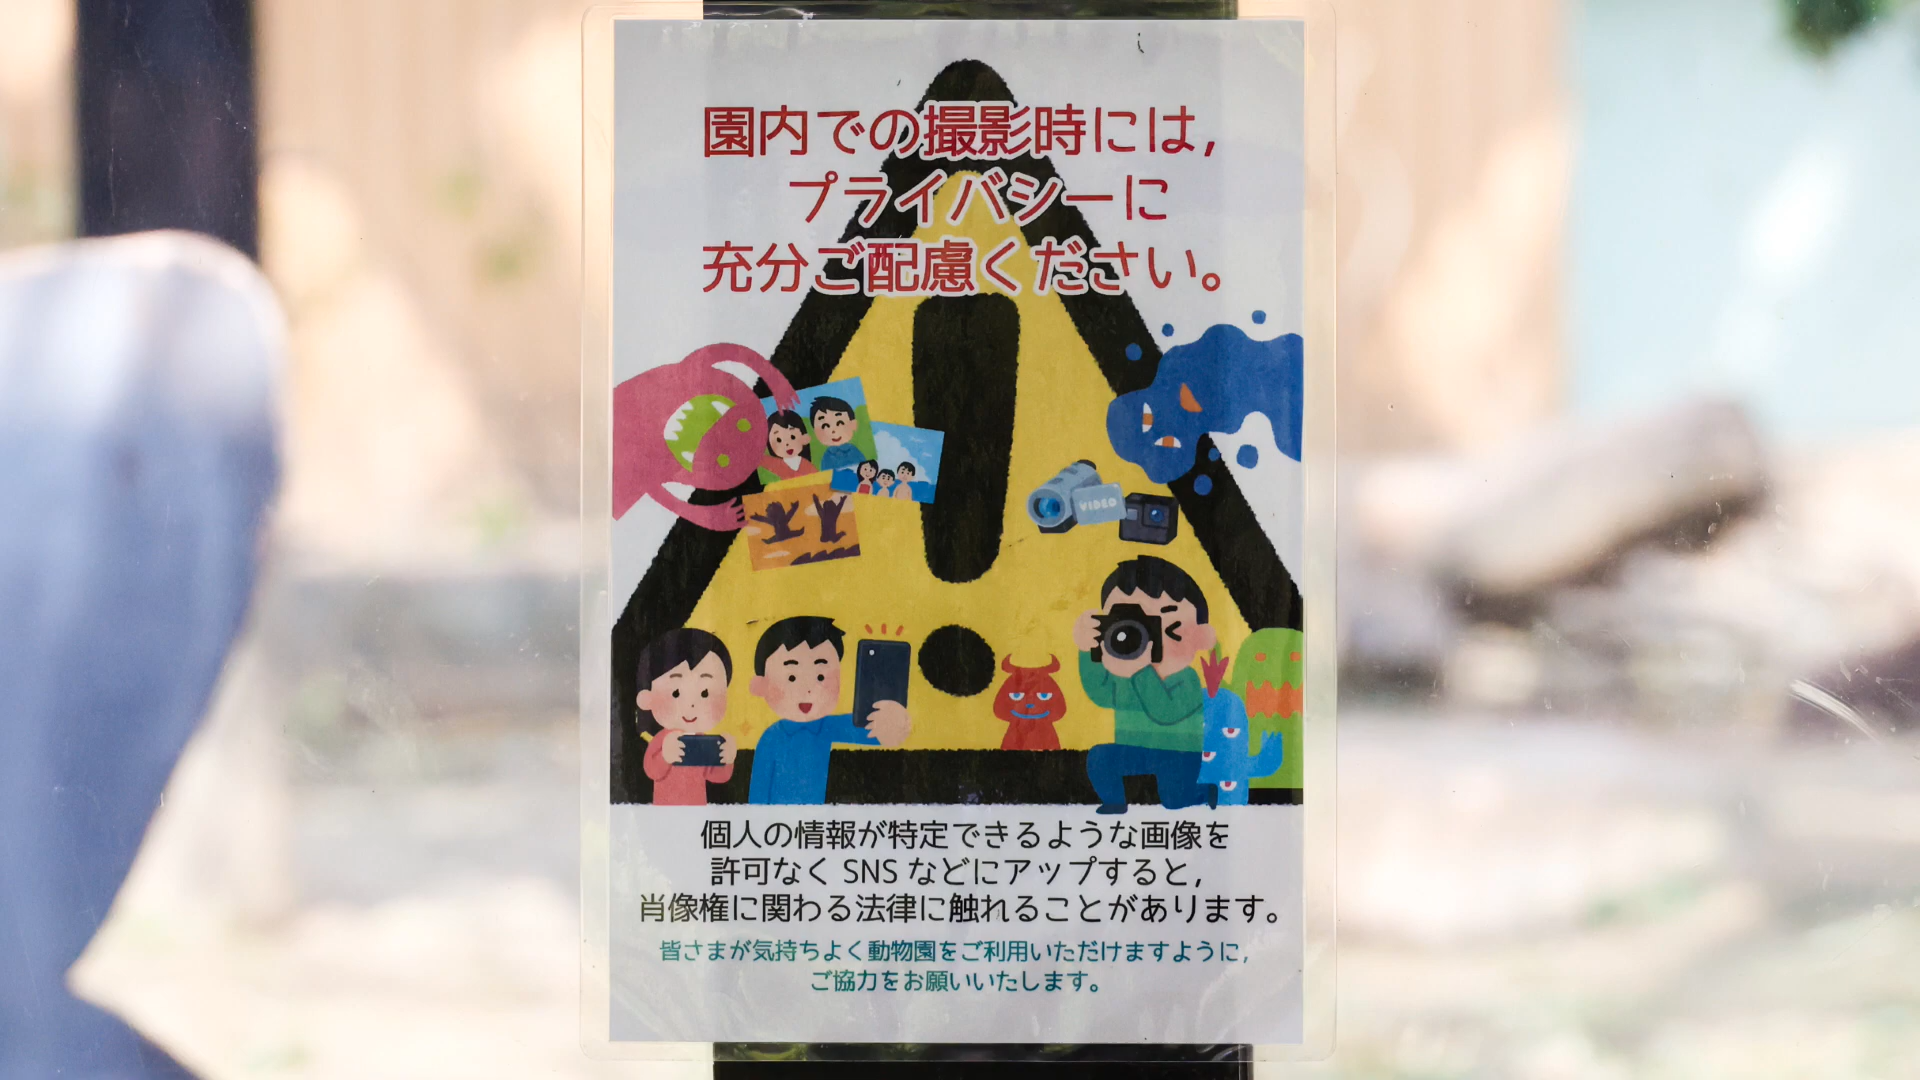 園内での撮影時には,
プライバシーに
充分ご配慮ください。
VIDEO
個人の情報が特定できるような画像を
許可なく SNS などにアップすると,
肖像権に関わる法律に触れることがあります。
皆さまが気持ちよく動物園をご利用いただけますように,
ご協力をお願いいたします。